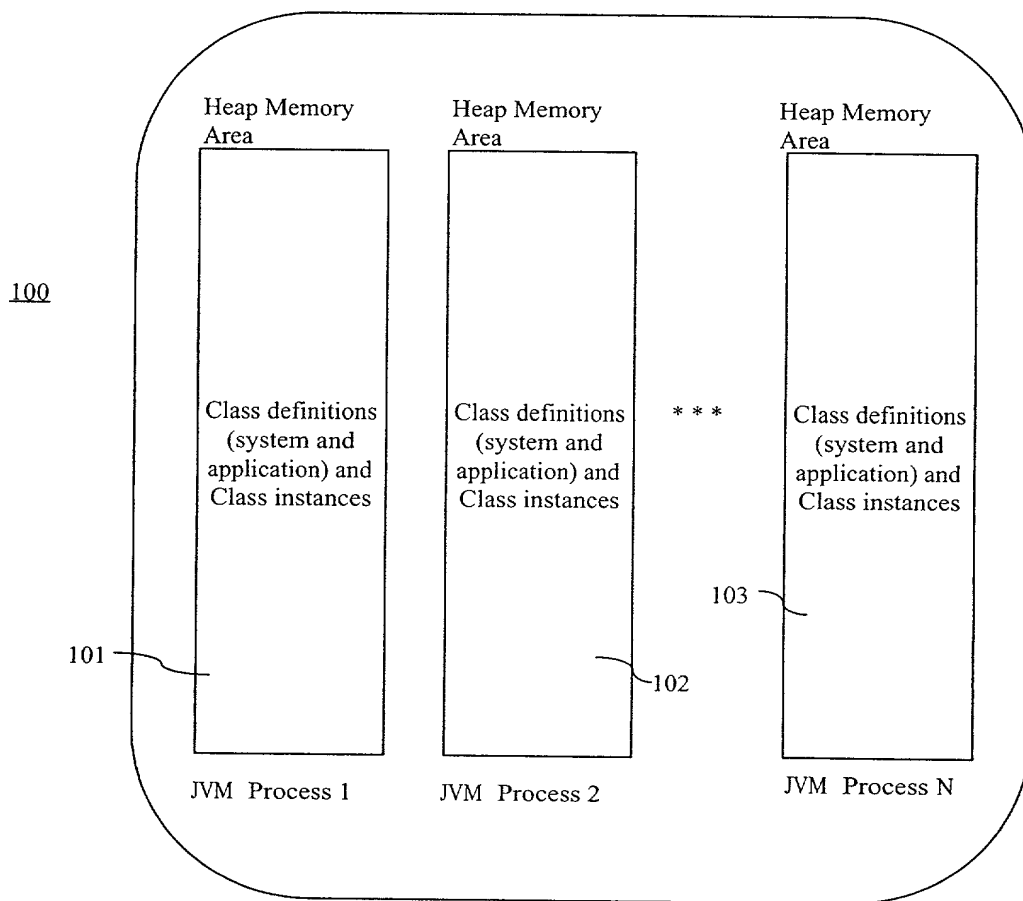 Heap Memory
Area
Heap Memory
Area
Heap Memory
Area
100
Class definitions
(system and
application) and
Class instances
Class definitions
(system and
application) and
Class instances
* * *
Class definitions
(system and
application) and
Class instances
103
101
102
JVM Process 1
JVM Process 2
JVM Process N